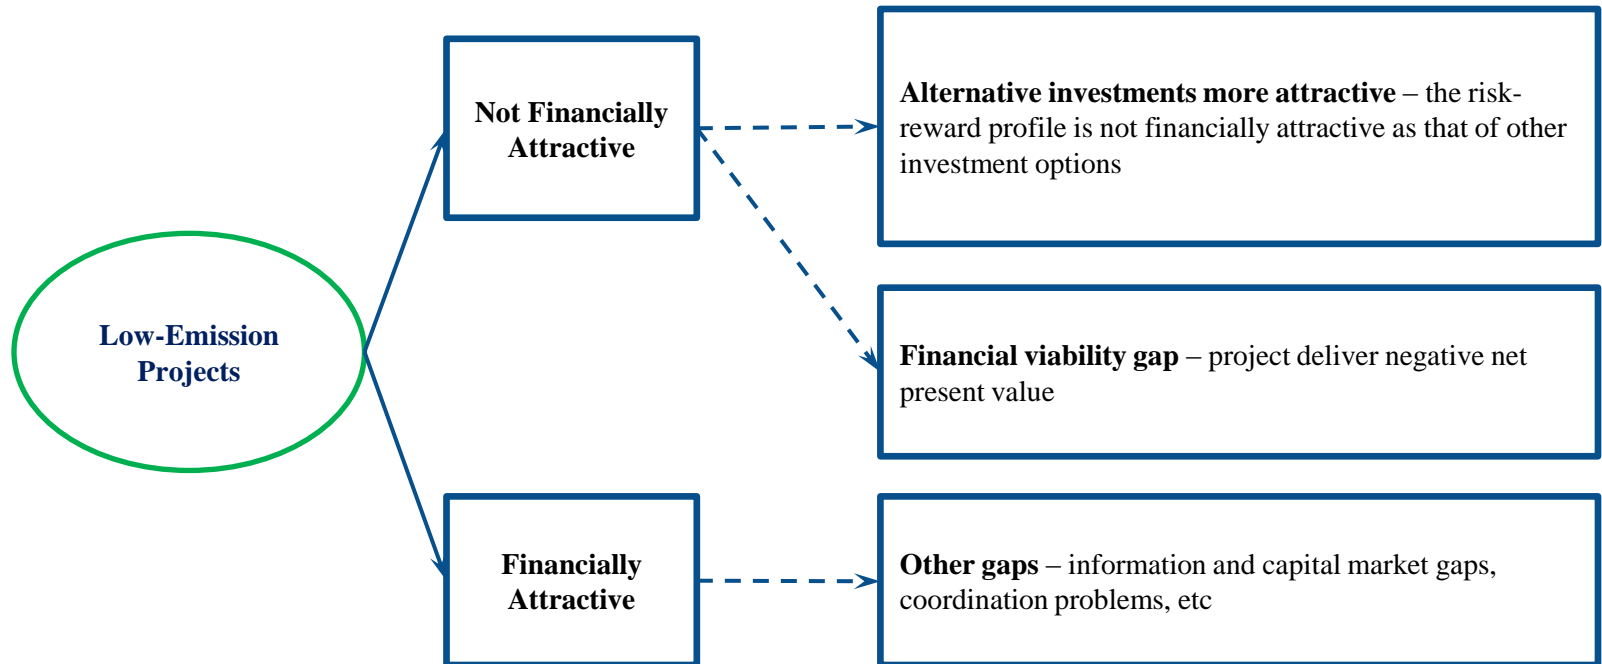 Low-Emission
Projects
Not Financially
Attractive
Alternative investments more attractive – the risk-
reward profile is not financially attractive as that of other
investment options
Financial viability gap – project deliver negative net
present value
Financially
Attractive
Other gaps – information and capital market gaps,
coordination problems, etc